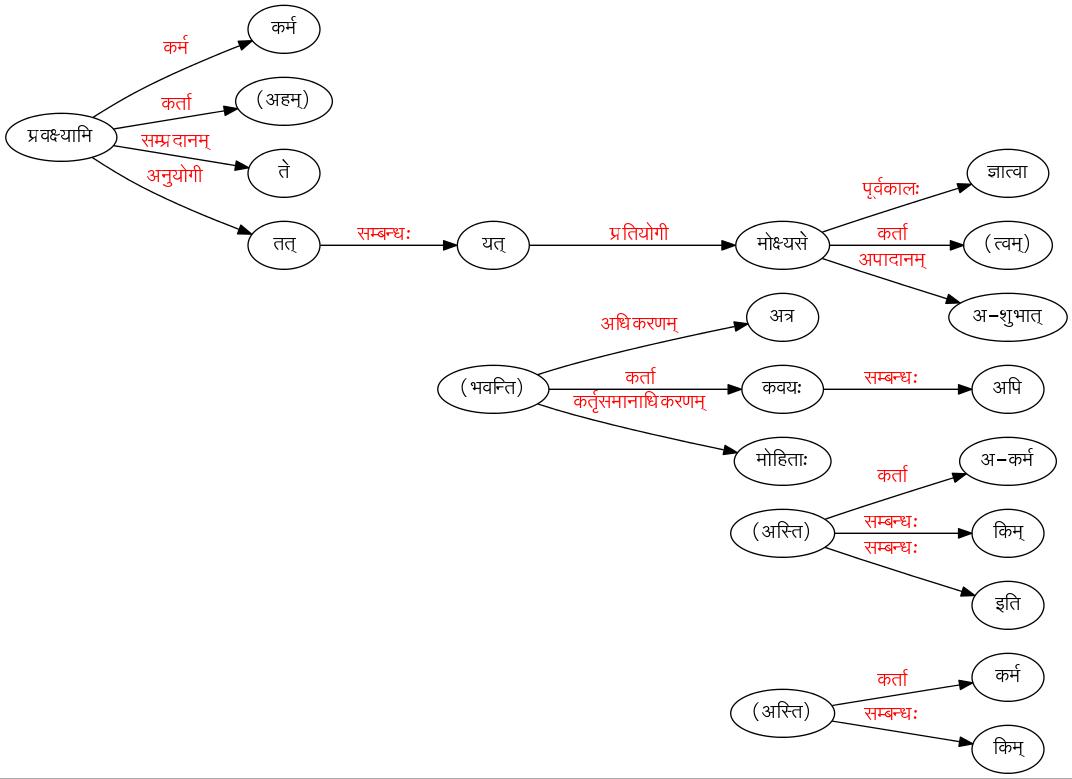 कर्म
कर्म
(अहम्)
कर्ता
प्रवक्ष्यामि
सम्प्रदानम्
ते
ज्ञात्वा
अनुयोगी
पूर्वकालः
तत्
सम्बन्धः
यत्
प्रतियोगी
मोक्ष्यसे
कर्ता
(त्वम्)
अपादानम्
अ-शुभात्
अत्र
अधिकरणम्
(भवन्ति)
कर्ता
कवयः
सम्बन्धः
अपि
कर्तृसमानाधिकरणम्
मोहिताः
अ-कर्म
कर्ता
(अस्ति)
सम्बन्धः
किम्
सम्बन्धः
इति
कर्म
कर्ता
(अस्ति)
सम्बन्धः
किम्